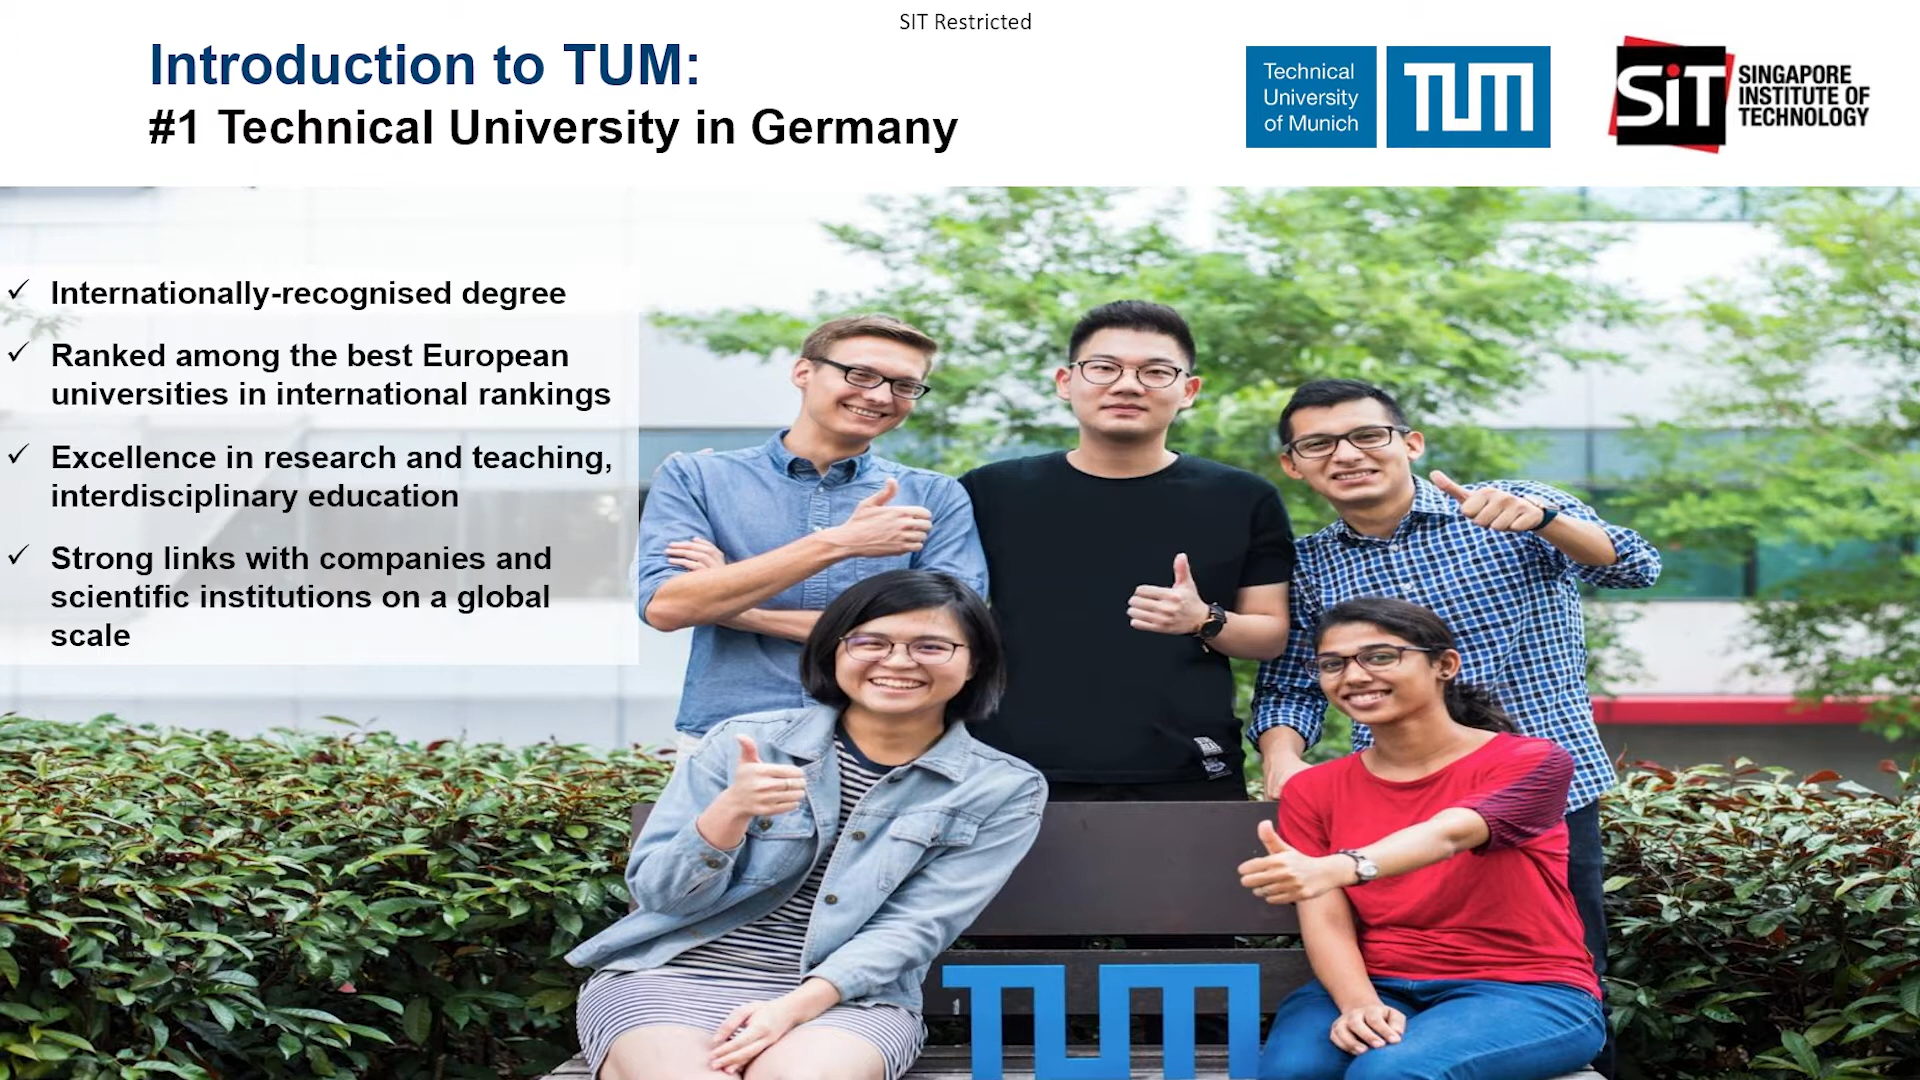 SIT Restricted
Introduction to TUM:
#1 Technical University in Germany
Technical
University
of Munich
TUM
SiT
SINGAPORE
INSTITUTE OF
TECHNOLOGY
✓ Internationally-recognised degree
✓ Ranked among the best European
universities in international rankings
✓ Excellence in research and teaching,
interdisciplinary education
✓ Strong links with companies and
scientific institutions on a global
scale
TUM